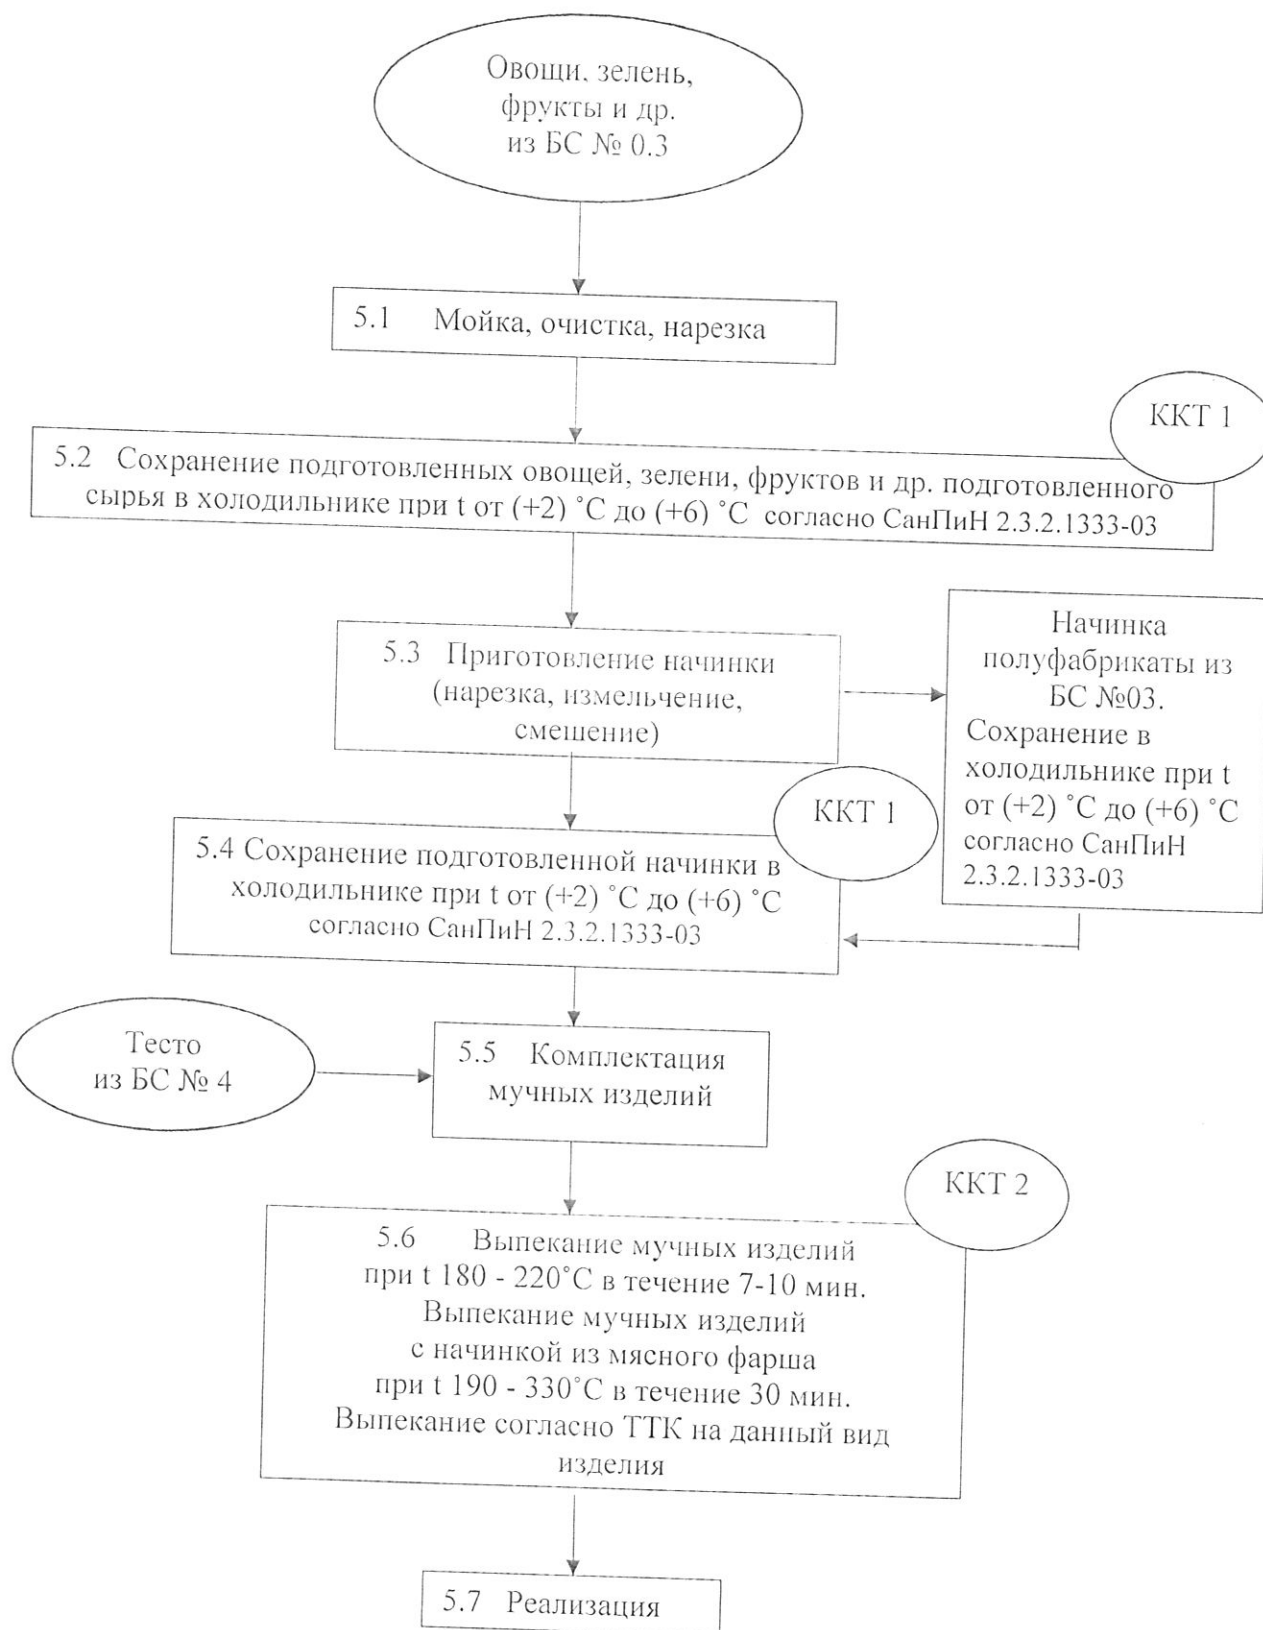 Овощи, зелень,
фрукты и др.
из БС № 0.3
5.1 Мойка, очистка, нарезка
ККТ 1
5.2 Сохранение подготовленных овощей, зелени, фруктов и др. подготовленного
сырья в холодильнике при t от (+2) ˚С до (+6) ˚С согласно СанПиН 2.3.2.1333-03
5.3 Приготовление начинки
(нарезка, измельчение,
смешение)
Начинка
полуфабрикаты из
БС №03.
Сохранение в
холодильнике при t
от (+2) ˚С до (+6) ˚С
согласно СанПиН
2.3.2.1333-03
ККТ 1
5.4 Сохранение подготовленной начинки в
холодильнике при t от (+2) ˚С до (+6) ˚С
согласно СанПиН 2.3.2.1333-03
Тесто
из БС № 4
5.5 Комплектация
мучных изделий
ККТ 2
5.6 Выпекание мучных изделий
при t 180 - 220˚С в течение 7-10 мин.
Выпекание мучных изделий
с начинкой из мясного фарша
при t 190 - 330˚С в течение 30 мин.
Выпекание согласно ТТК на данный вид
изделия
5.7 Реализация